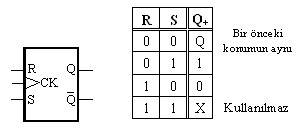 R S Q+
0 0 Q Bir önceki konumun aynı
0 1 1
1 0 0
1 1 X Kullanılmaz
R Q
CK
S Q̅